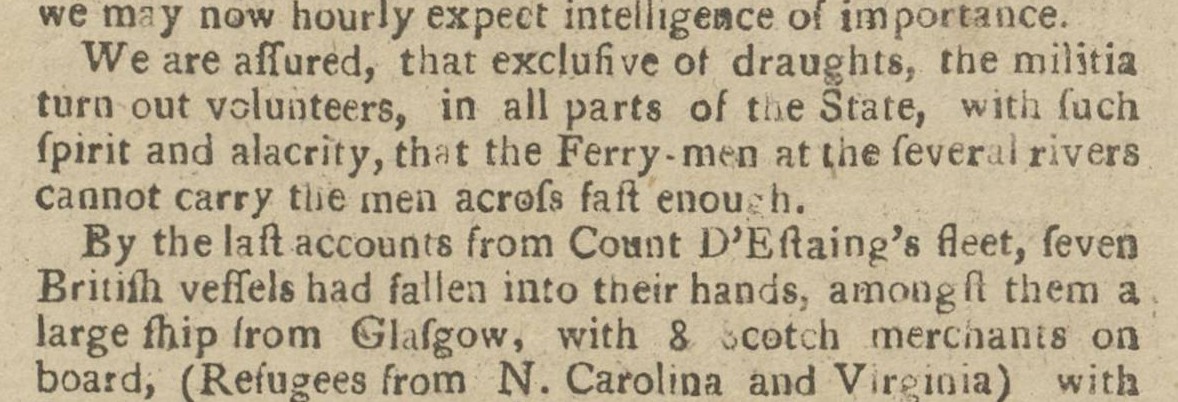 we may now hourly expect intelligence of importance.
We are aſſured, that excluſive of draughts, the militia
turn out volunteers, in all parts of the State, with ſuch
ſpirit and alacrity, that the Ferry-men at the ſeveral rivers
cannot carry the men acroſs faſt enough.
By the laſt accounts from Count D'Eſtaing's fleet, ſeven
Britiſh veſſels had fallen into their hands, amongſt them a
large ſhip from Glaſgow, with 8 Scotch merchants on
board, (Refugees from N. Carolina and Virginia) with